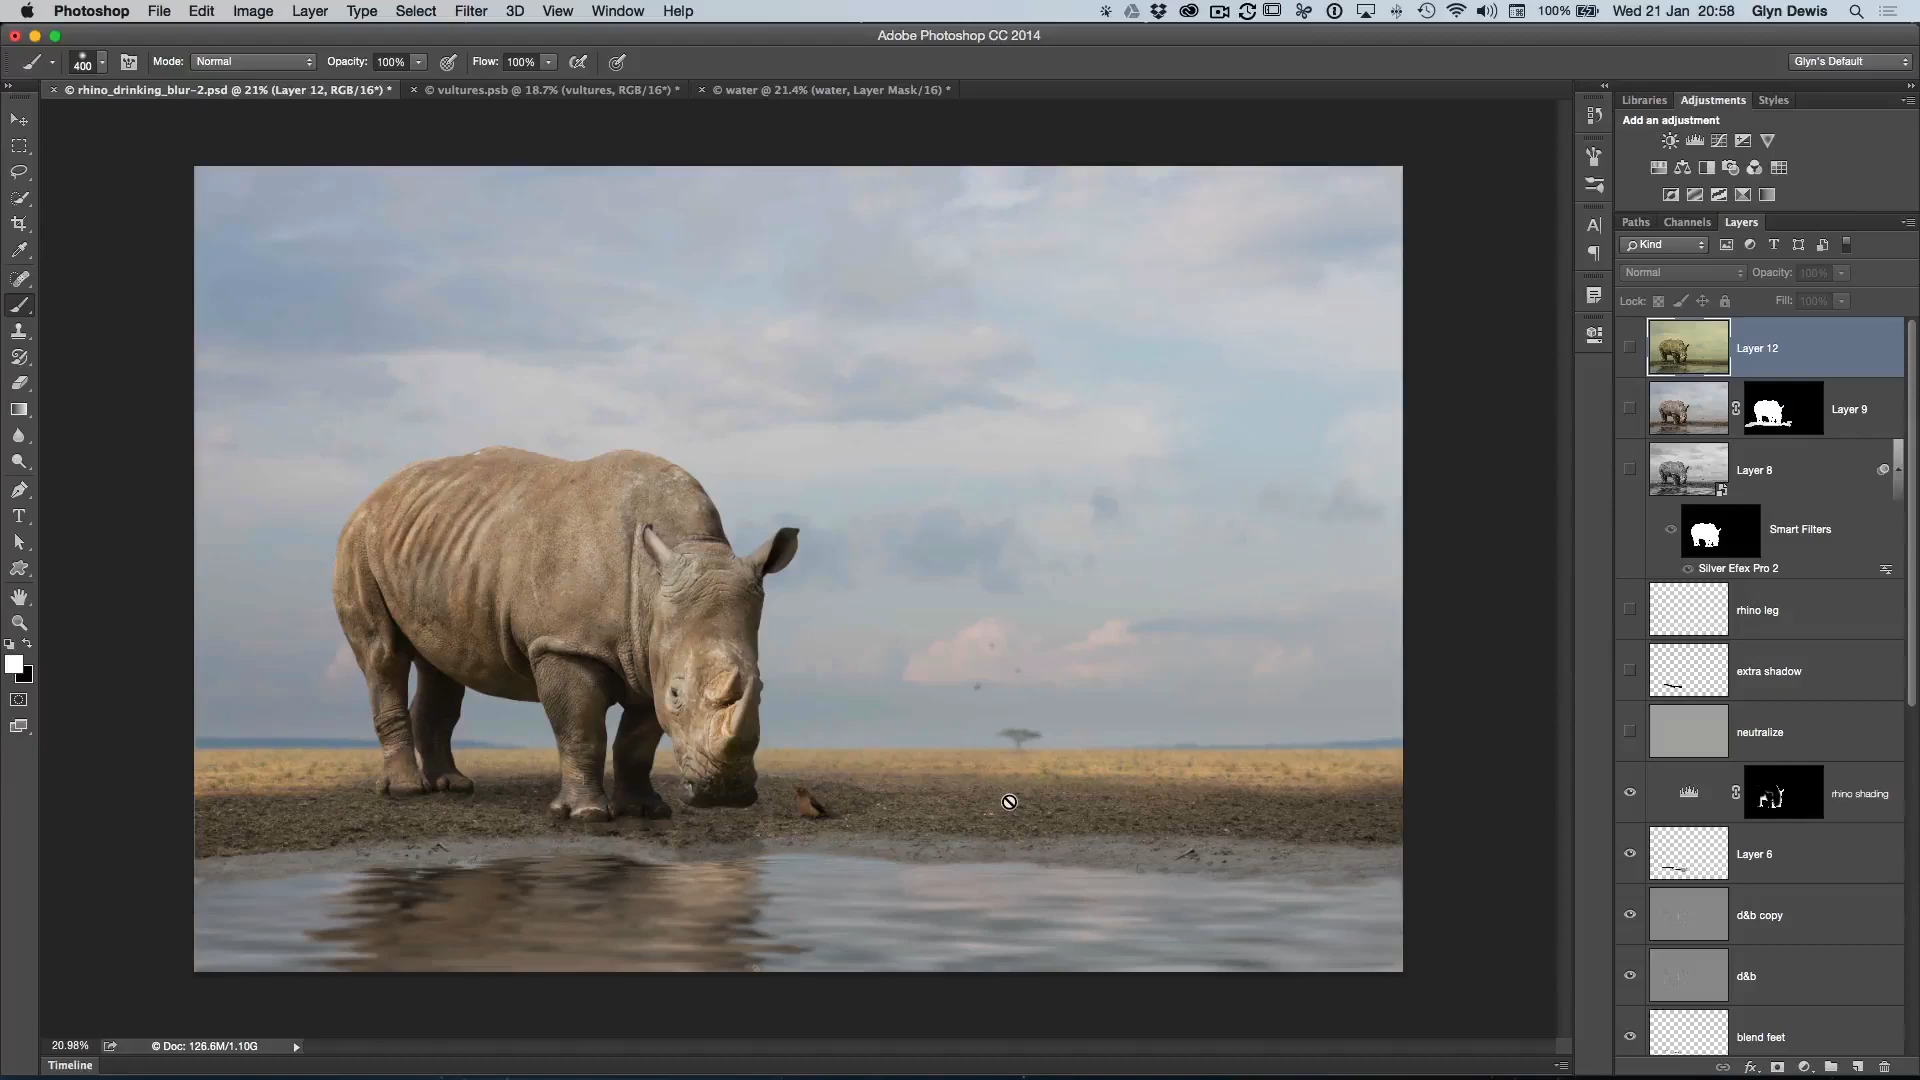 Photoshop File Edit Image Layer Type Select Filter 3D View Window Help 100% Wed 21 Jan 20:58 Glyn Dewis
Adobe Photoshop CC 2014
400 Mode: Normal Opacity: 100% Flow: 100% Glyn's Default
× © rhino_drinking_blur-2.psd @ 21% (Layer 12, RGB/16*) * × © vultures.psb @ 18.7% (vultures, RGB/16*) * × © water @ 21.4% (water, Layer Mask/16) *
Libraries Adjustments Styles
Add an adjustment
Paths Channels Layers
Kind
Normal Opacity: 100%
Lock: Fill: 100%
Layer 12
Layer 9
Layer 8
Smart Filters
Silver Efex Pro 2
rhino leg
extra shadow
neutralize
rhino shading
Layer 6
d&b copy
d&b
blend feet
20.98% © Doc: 126.6M/1.10G
Timeline